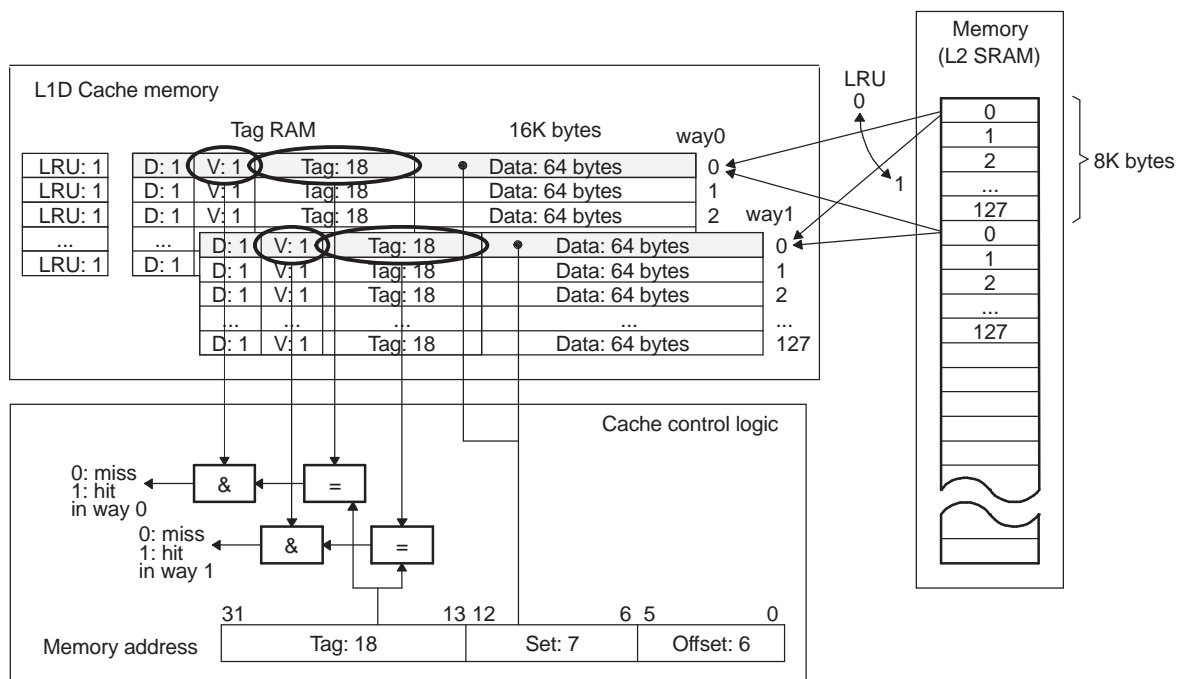 Memory
(L2 SRAM)
L1D Cache memory
LRU
0
1
Tag RAM
16K bytes
way0
LRU: 1
D: 1
V: 1
Tag: 18
Data: 64 bytes
0
LRU: 1
D: 1
V: 1
Tag: 18
Data: 64 bytes
1
LRU: 1
D: 1
V: 1
Tag: 18
Data: 64 bytes
2
way1
...
...
D: 1
V: 1
Tag: 18
Data: 64 bytes
0
LRU: 1
D: 1
D: 1
V: 1
Tag: 18
Data: 64 bytes
1
D: 1
V: 1
Tag: 18
Data: 64 bytes
2
...
...
...
...
...
D: 1
V: 1
Tag: 18
Data: 64 bytes
127
0
1
2
...
127
8K bytes
0
1
2
...
127
Cache control logic
0: miss
1: hit
in way 0
&
=
0: miss
1: hit
in way 1
&
=
31
13
12
6
5
0
Memory address
Tag: 18
Set: 7
Offset: 6